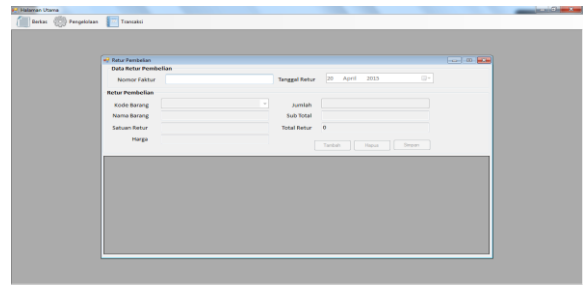 Halaman Utama
Berkas Pengelolaan Transaksi
Retur Pembelian
Data Retur Pembelian
Nomor Faktur Tanggal Retur 20 April 2015
Retur Pembelian
Kode Barang Jumlah
Nama Barang Sub Total
Satuan Retur Total Retur 0
Harga
Tambah Hapus Simpan